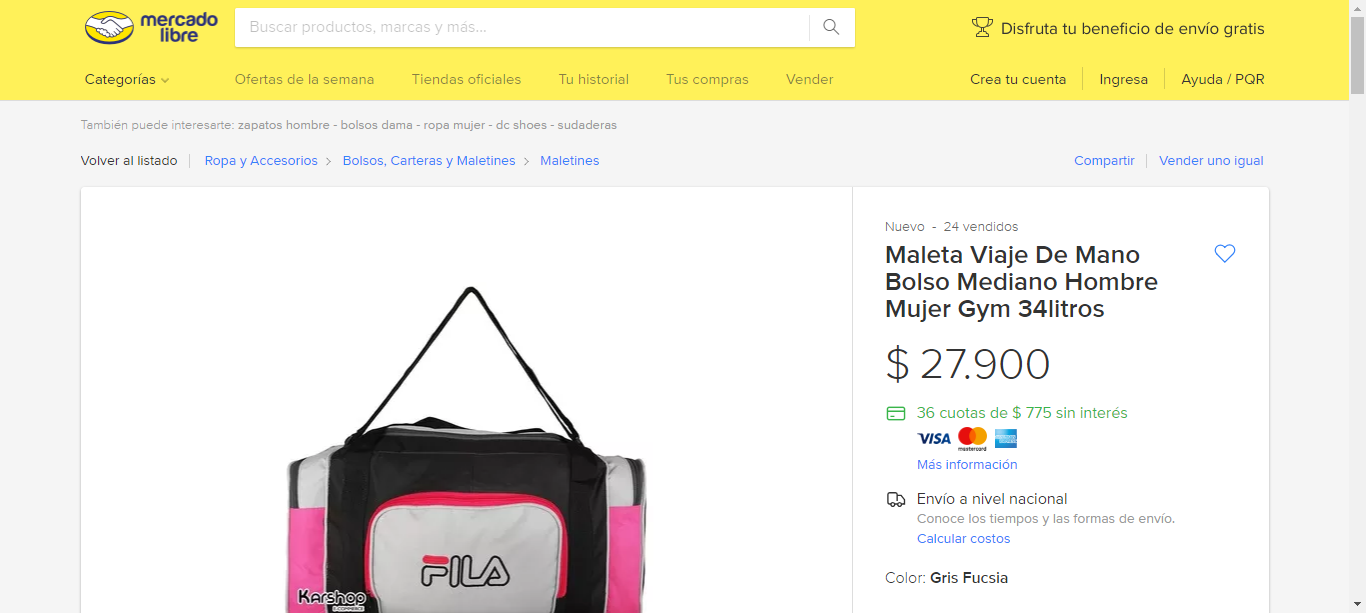 mercado
libre
Buscar productos, marcas y más...
Disfruta tu beneficio de envío gratis
Categorías
Ofertas de la semana
Tiendas oficiales
Tu historial
Tus compras
Vender
Crea tu cuenta
Ingresa
Ayuda / PQR
También puede interesarte: zapatos hombre - bolsos dama - ropa mujer - dc shoes - sudaderas
Volver al listado
Ropa y Accesorios
Bolsos, Carteras y Maletines
Maletines
Compartir
Vender uno igual
FILA
Karshop
E-COMMERCE
Nuevo - 24 vendidos
Maleta Viaje De Mano
Bolso Mediano Hombre
Mujer Gym 34litros
$ 27.900
36 cuotas de $ 775 sin interés
VISA
mastercard
Más información
Envío a nivel nacional
Conoce los tiempos y las formas de envío.
Calcular costos
Color: Gris Fucsia